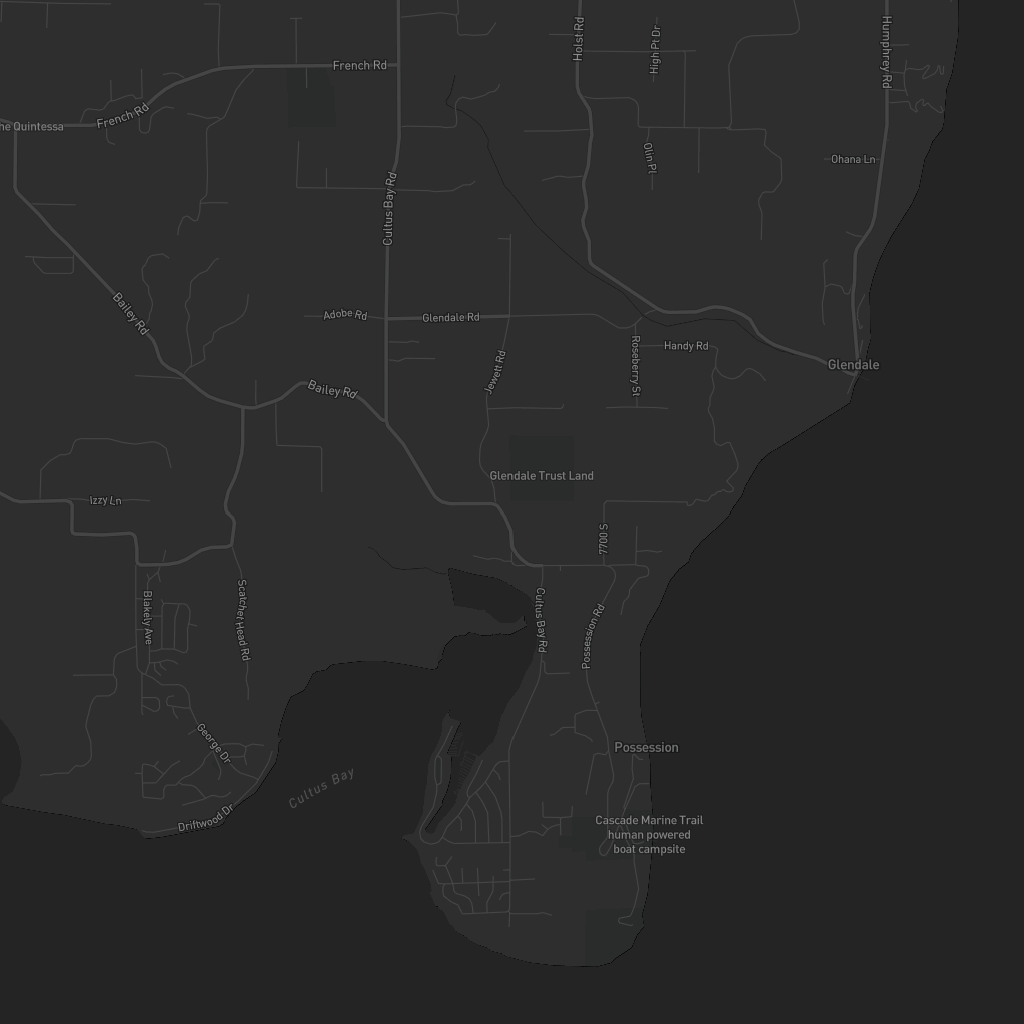 Holst Rd
High Pt Dr
Humphrey Rd
French Rd
French Rd
he Quintessa
Olin Pl
Ohana Ln
Cultus Bay Rd
Bailey Rd
Adobe Rd
Glendale Rd
Jewett Rd
Roseberry St
Handy Rd
Glendale
Bailey Rd
Glendale Trust Land
Izzy Ln
7700 S
Blakely Ave
Scatchet Head Rd
Cultus Bay Rd
Possession Rd
George Dr
Possession
Cultus Bay
Driftwood Dr
Cascade Marine Trail
human powered
boat campsite